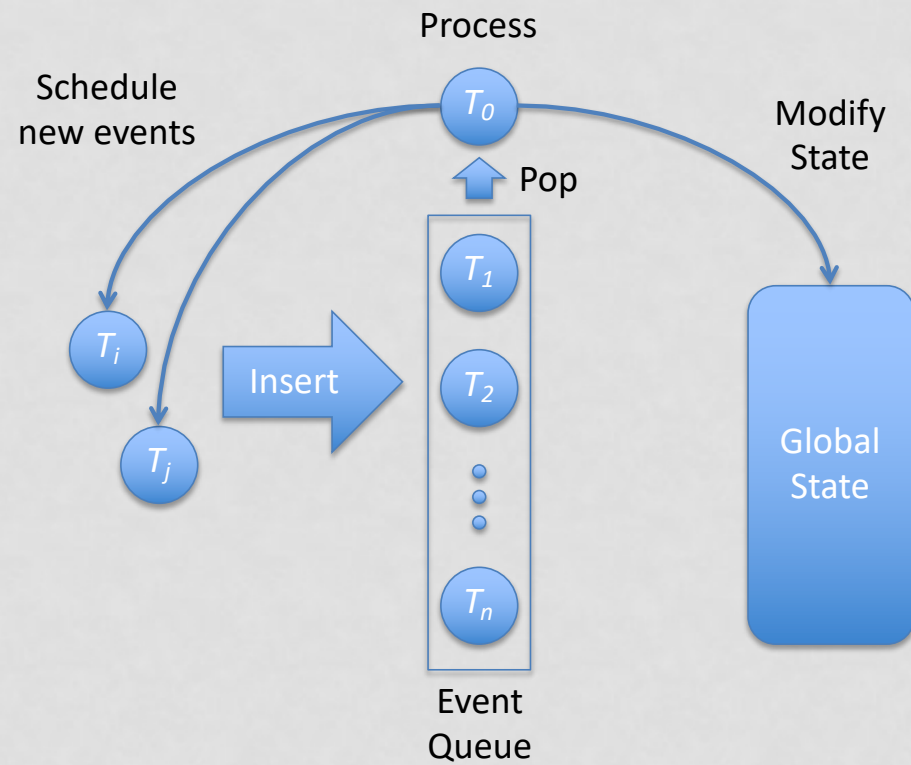 Process
Schedule
new events
T0
Modify
State
Pop
T1
Ti
Insert
T2
Tj
Global
State
Tn
Event
Queue